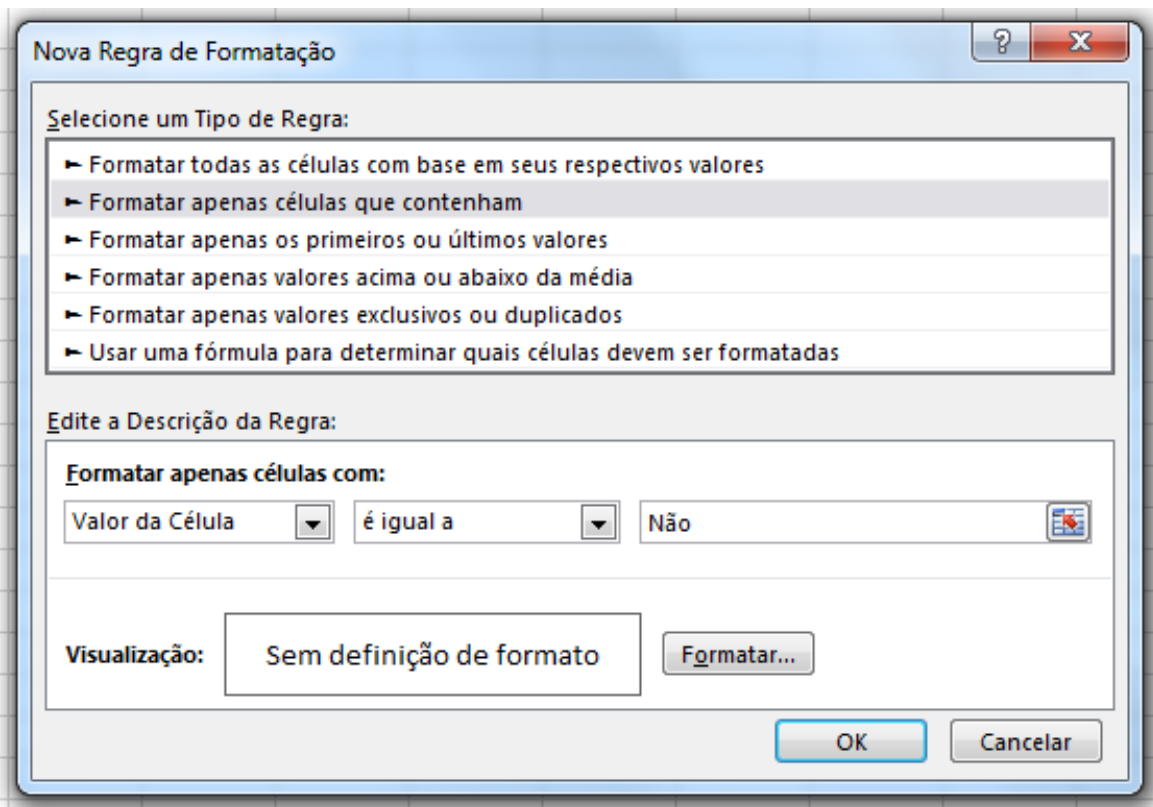 Nova Regra de Formatação
Selecione um Tipo de Regra:
► Formatar todas as células com base em seus respectivos valores
► Formatar apenas células que contenham
► Formatar apenas os primeiros ou últimos valores
► Formatar apenas valores acima ou abaixo da média
► Formatar apenas valores exclusivos ou duplicados
► Usar uma fórmula para determinar quais células devem ser formatadas
Edite a Descrição da Regra:
Formatar apenas células com:
Valor da Célula é igual a Não
Visualização: Sem definição de formato Formatar...
OK Cancelar